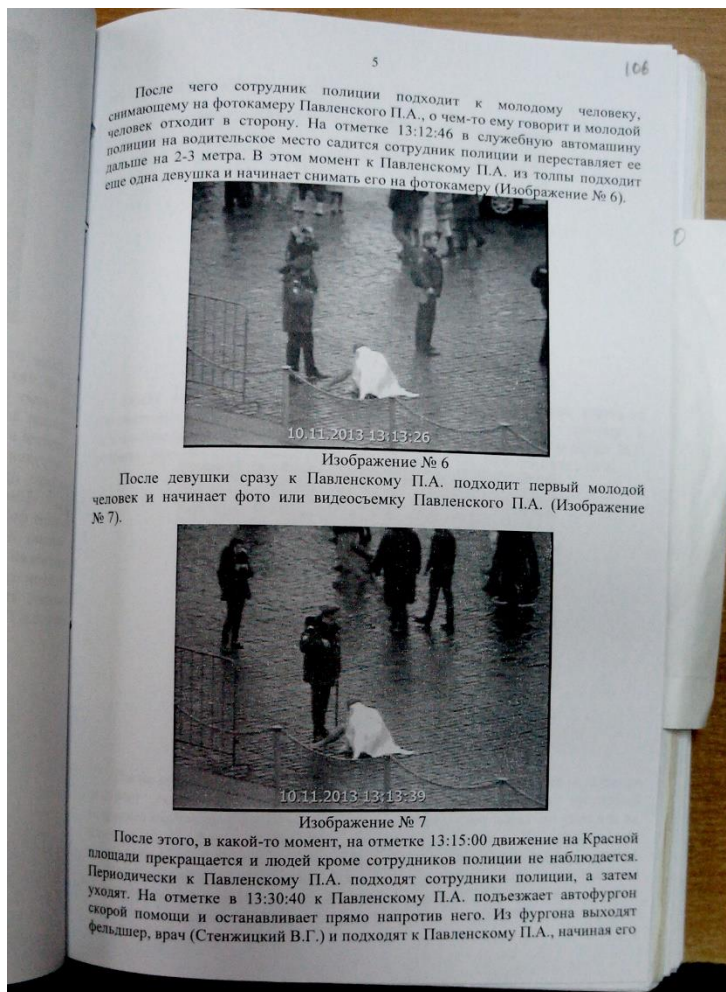 5
106
После чего сотрудник полиции подходит к молодому человеку,
снимающему на фотокамеру Павленского П.А., о чем-то ему говорит и молодой
человек отходит в сторону. На отметке 13:12:46 в служебную автомашину
полиции на водительское место садится сотрудник полиции и переставляет ее
дальше на 2-3 метра. В этом момент к Павленскому П.А. из толпы подходит
еще одна девушка и начинает снимать его на фотокамеру (Изображение № 6).
О
10.11.2013 13:13:26
Изображение № 6
После девушки сразу к Павленскому П.А. подходит первый молодой
человек и начинает фото или видеосъемку Павленского П.А. (Изображение
№ 7).
10.11.2013 13:13:39
Изображение № 7
После этого, в какой-то момент, на отметке 13:15:00 движение на Красной
площади прекращается и людей кроме сотрудников полиции не наблюдается.
Периодически к Павленскому П.А. подходят сотрудники полиции, а затем
уходят. На отметке в 13:30:40 к Павленскому П.А. подъезжает автофургон
скорой помощи и останавливает прямо напротив него. Из фургона выходят
фельдшер, врач (Стенжицкий В.Г.) и подходят к Павленскому П.А., начиная его